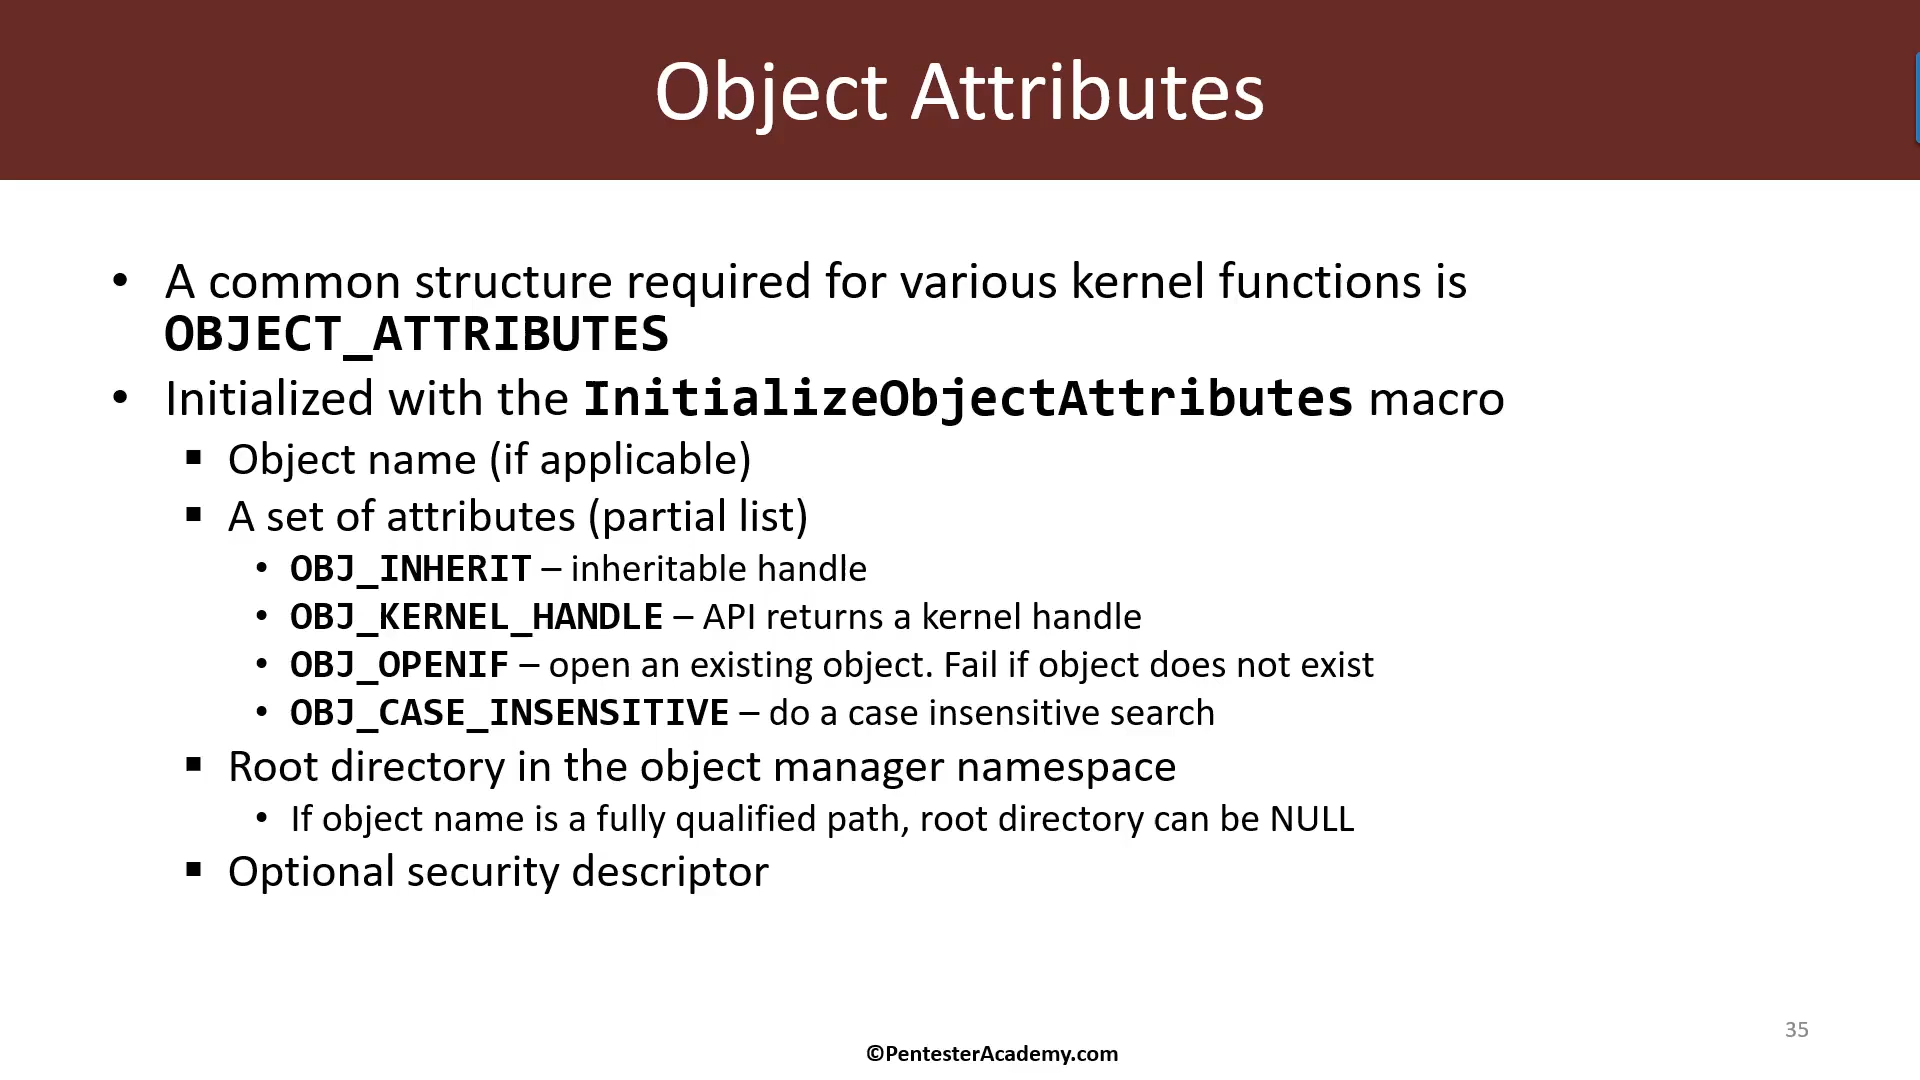 Object Attributes
• A common structure required for various kernel functions is
OBJECT_ATTRIBUTES
• Initialized with the InitializeObjectAttributes macro
▪ Object name (if applicable)
▪ A set of attributes (partial list)
• OBJ_INHERIT – inheritable handle
• OBJ_KERNEL_HANDLE – API returns a kernel handle
• OBJ_OPENIF – open an existing object. Fail if object does not exist
• OBJ_CASE_INSENSITIVE – do a case insensitive search
▪ Root directory in the object manager namespace
• If object name is a fully qualified path, root directory can be NULL
▪ Optional security descriptor
35
©PentesterAcademy.com